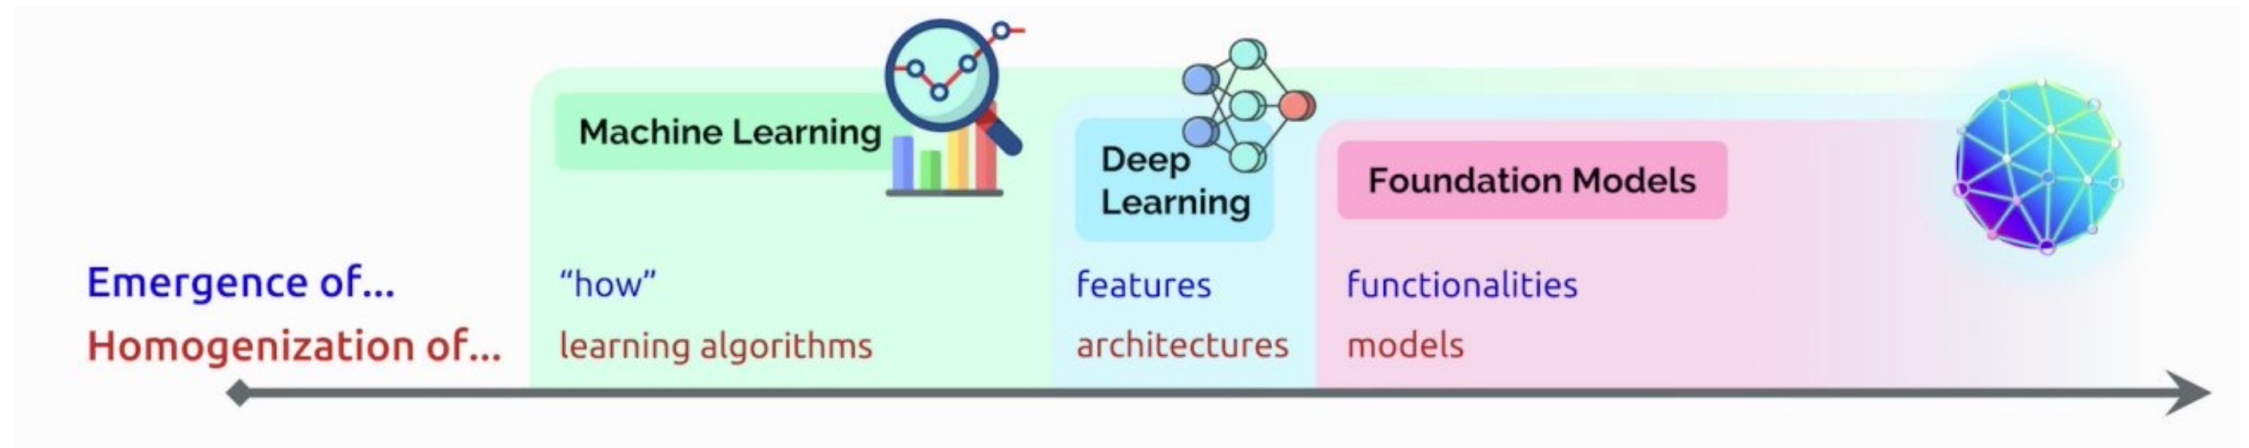 Machine Learning
Deep
Learning
Foundation Models
Emergence of...
“how”
features
functionalities
Homogenization of...
learning algorithms
architectures
models